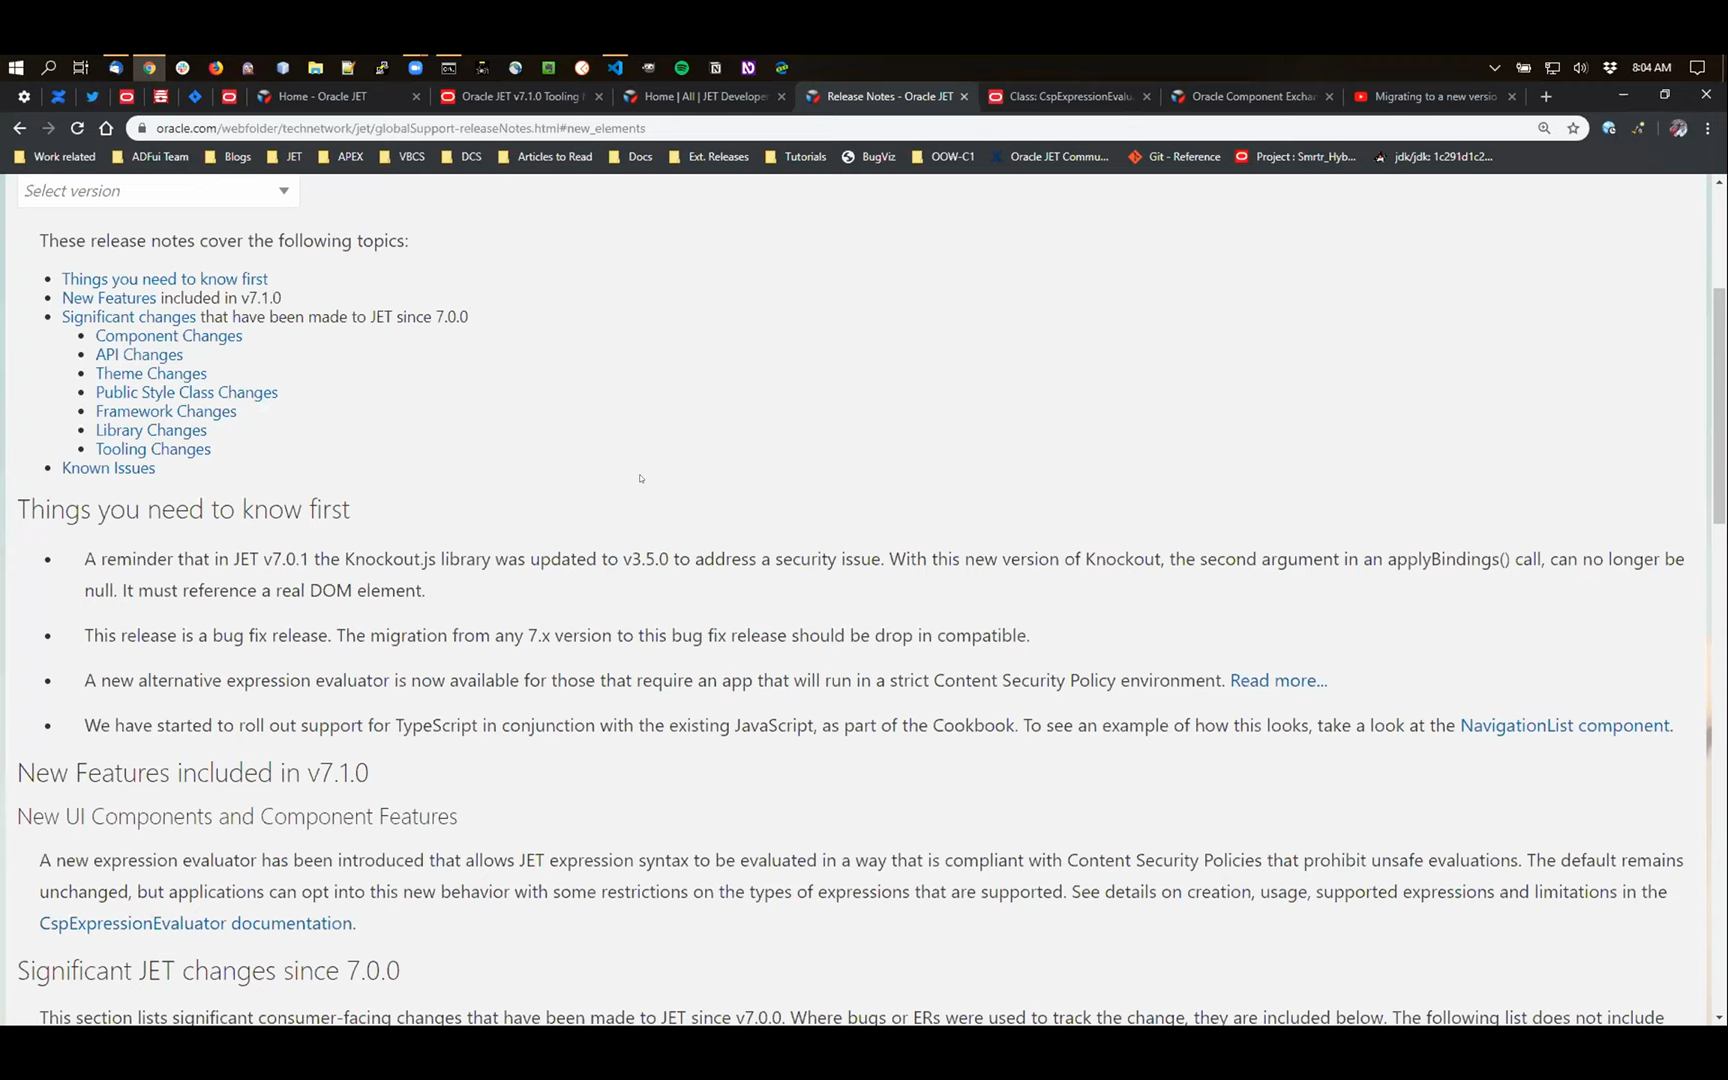 8:04 AM
Home - Oracle JET
Oracle JET v7.1.0 Tooling
Home | All | JET Develope
Release Notes - Oracle JET
Class: CspExpressionEvalu
Oracle Component Exchan
Migrating to a new versio
oracle.com/webfolder/technetwork/jet/globalSupport-releaseNotes.html#new_elements
Work related ADFui Team Blogs JET APEX VBCS DCS Articles to Read Docs Ext. Releases Tutorials BugViz OOW-C1 Oracle JET Commu... Git - Reference Project : Smrtr_Hyb... jdk/jdk: 1c291d1c2...
Select version
These release notes cover the following topics:
Things you need to know first
New Features included in v7.1.0
Significant changes that have been made to JET since 7.0.0
Component Changes
API Changes
Theme Changes
Public Style Class Changes
Framework Changes
Library Changes
Tooling Changes
Known Issues
Things you need to know first
A reminder that in JET v7.0.1 the Knockout.js library was updated to v3.5.0 to address a security issue. With this new version of Knockout, the second argument in an applyBindings() call, can no longer be
null. It must reference a real DOM element.
This release is a bug fix release. The migration from any 7.x version to this bug fix release should be drop in compatible.
A new alternative expression evaluator is now available for those that require an app that will run in a strict Content Security Policy environment. Read more...
We have started to roll out support for TypeScript in conjunction with the existing JavaScript, as part of the Cookbook. To see an example of how this looks, take a look at the NavigationList component.
New Features included in v7.1.0
New UI Components and Component Features
A new expression evaluator has been introduced that allows JET expression syntax to be evaluated in a way that is compliant with Content Security Policies that prohibit unsafe evaluations. The default remains
unchanged, but applications can opt into this new behavior with some restrictions on the types of expressions that are supported. See details on creation, usage, supported expressions and limitations in the
CspExpressionEvaluator documentation.
Significant JET changes since 7.0.0
This section lists significant consumer-facing changes that have been made to JET since v7.0.0. Where bugs or ERs were used to track the change, they are included below. The following list does not include